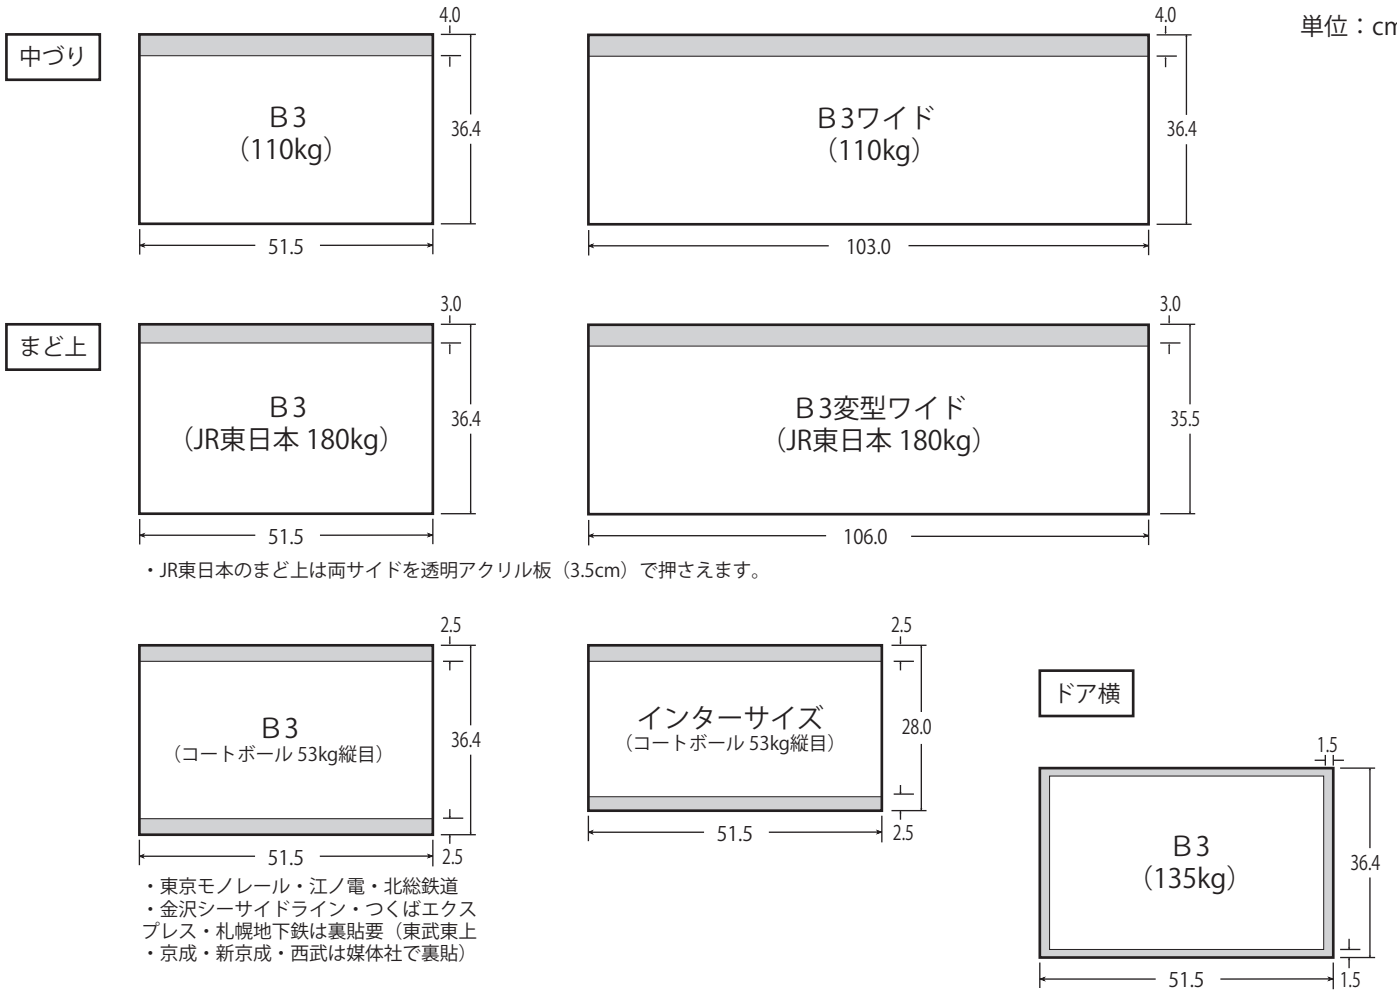 単位：cm
中づり
4.0
B3
（110kg）
36.4
51.5
4.0
B3ワイド
（110kg）
36.4
103.0
まど上
3.0
B3
（JR東日本 180kg）
36.4
51.5
3.0
B3変型ワイド
（JR東日本 180kg）
35.5
106.0
・JR東日本のまど上は両サイドを透明アクリル板（3.5cm）で押さえます。
2.5
B3
（コートボール 53kg縦目）
36.4
51.5
2.5
・東京モノレール・江ノ電・北総鉄道
・金沢シーサイドライン・つくばエクス
プレス・札幌地下鉄は裏貼要（東武東上
・京成・新京成・西武は媒体社で裏貼）
2.5
インターサイズ
（コートボール 53kg縦目）
28.0
51.5
2.5
ドア横
1.5
B3
（135kg）
36.4
51.5
1.5